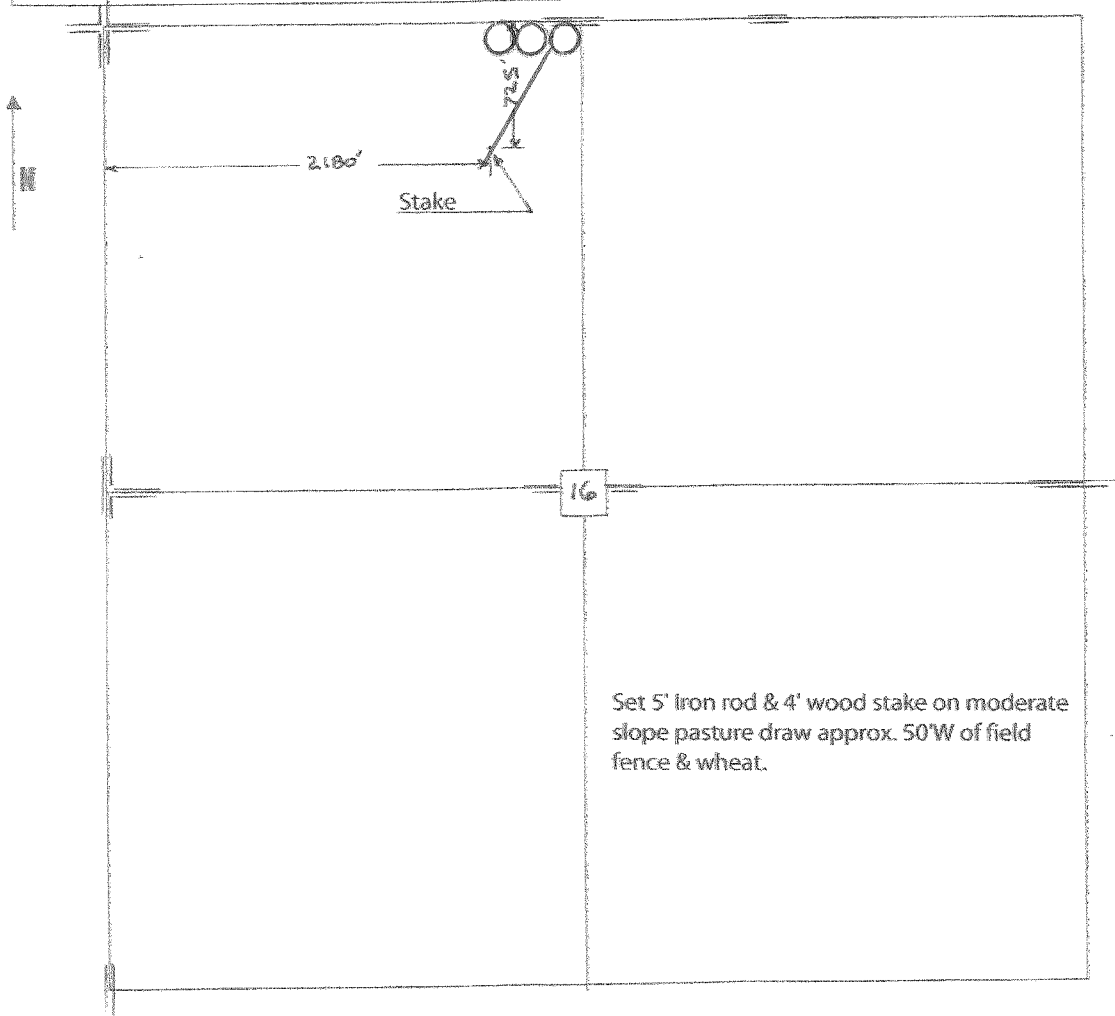 725'
2180'
Stake
16
Set 5' Iron rod & 4' wood stake on moderate
slope pasture draw approx. 50'W of field
fence & wheat.